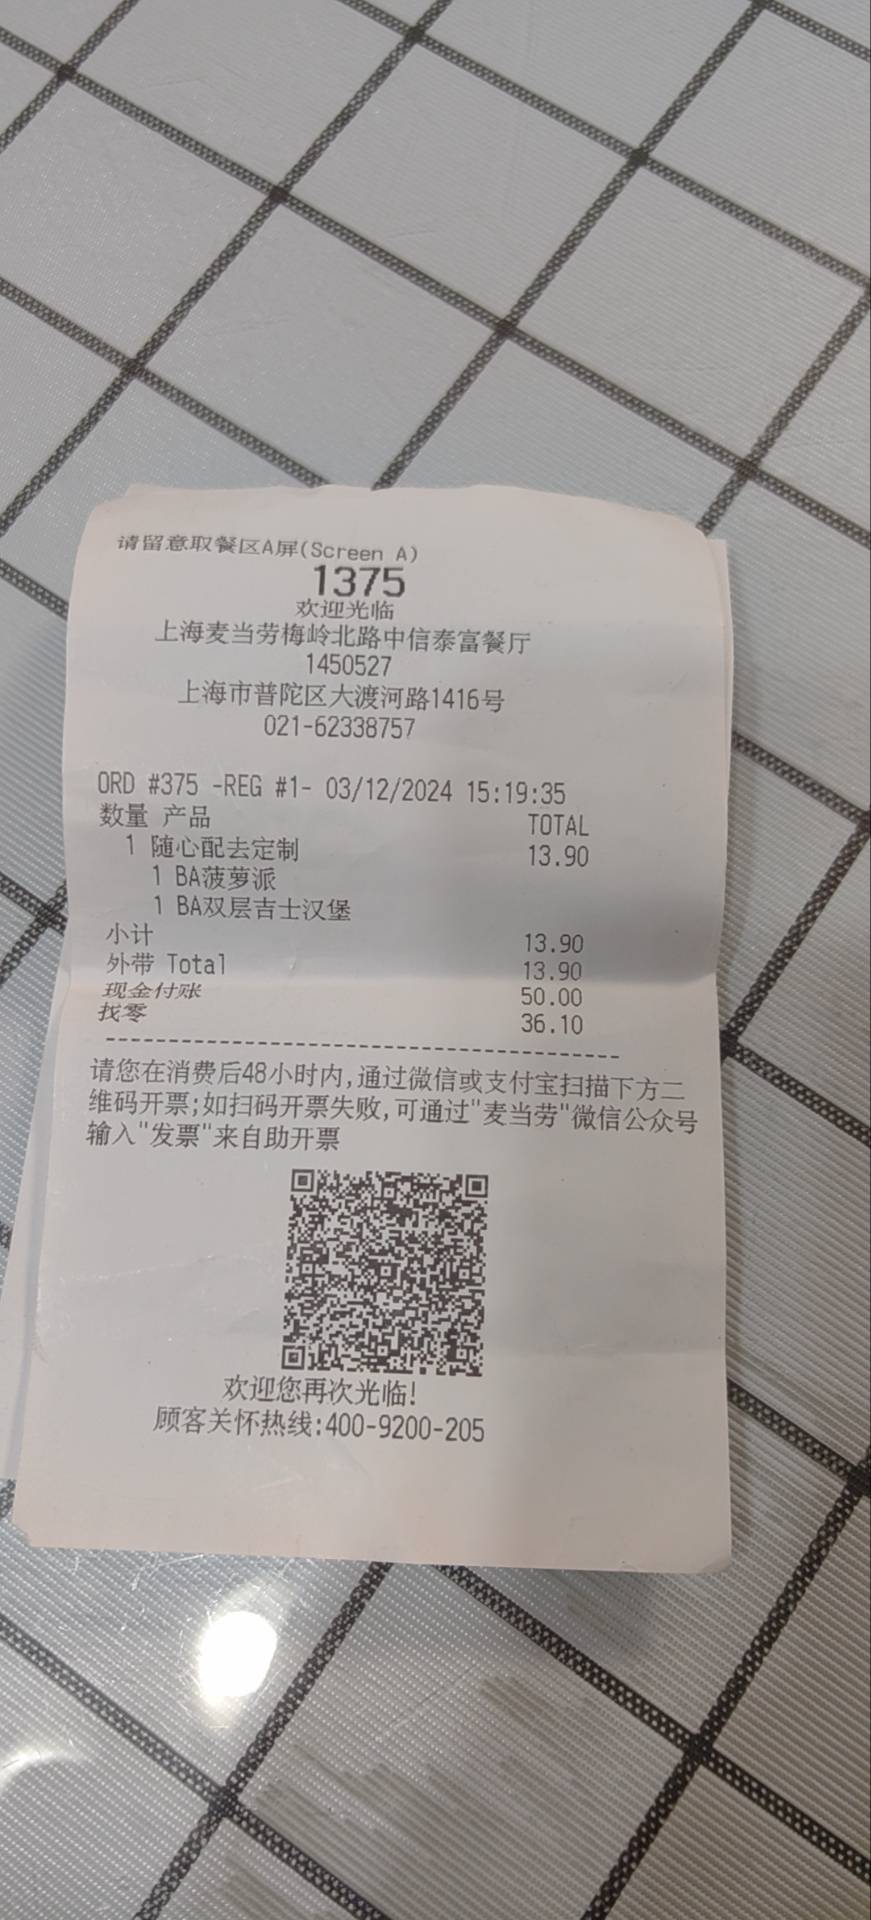 请留意取餐区A屏(Screen A)
1375
欢迎光临
上海麦当劳梅岭北路中信泰富餐厅
1450527
上海市普陀区大渡河路1416号
021-62338757
ORD #375 -REG #1- 03/12/2024 15:19:35
数量 产品 TOTAL
1 随心配去定制 13.90
1 BA菠萝派
1 BA双层吉士汉堡
小计 13.90
外带 Total 13.90
现金付账 50.00
找零 36.10
请您在消费后48小时内,通过微信或支付宝扫描下方二
维码开票;如扫码开票失败,可通过"麦当劳"微信公众号
输入"发票"来自助开票
欢迎您再次光临!
顾客关怀热线:400-9200-205